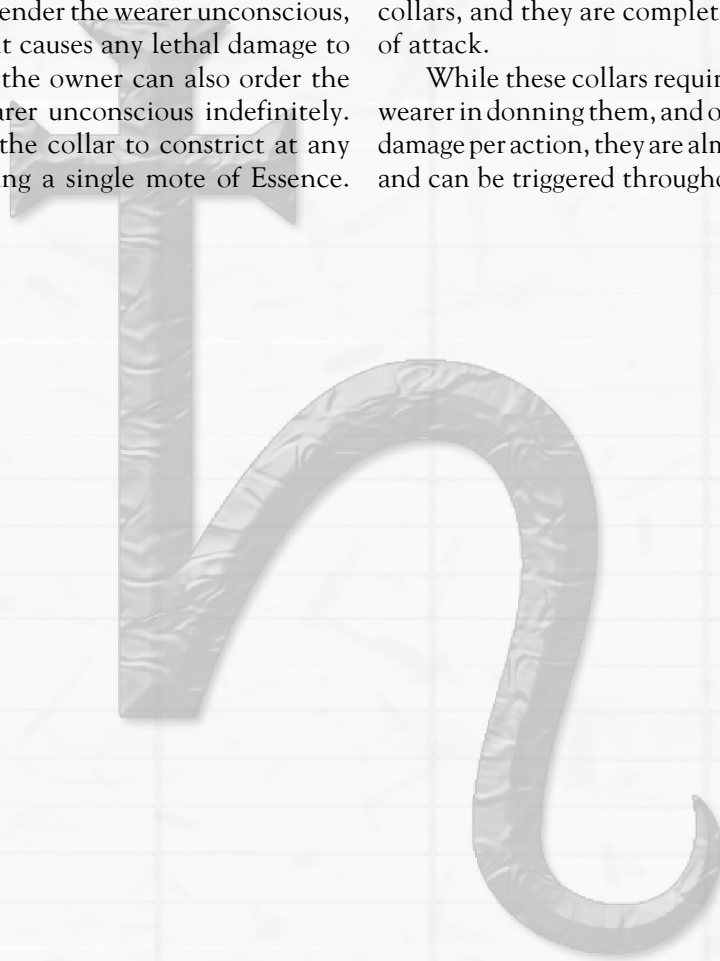 ender the wearer unconscious,
t causes any lethal damage to
the owner can also order the
arer unconscious indefinitely.
the collar to constrict at any
ng a single mote of Essence.
collars, and they are complet
of attack.
While these collars requir
wearer in donning them, and o
damage per action, they are alm
and can be triggered througho